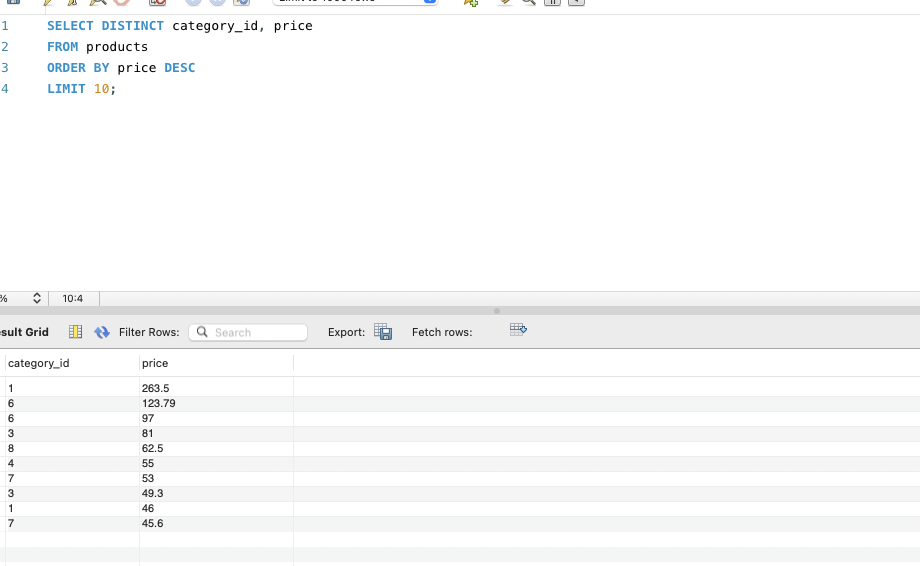 1 SELECT DISTINCT category_id, price
2 FROM products
3 ORDER BY price DESC
4 LIMIT 10;
% 10:4
sult Grid Filter Rows: Search Export: Fetch rows:
category_id price
1 263.5
6 123.79
6 97
3 81
8 62.5
4 55
7 53
3 49.3
1 46
7 45.6